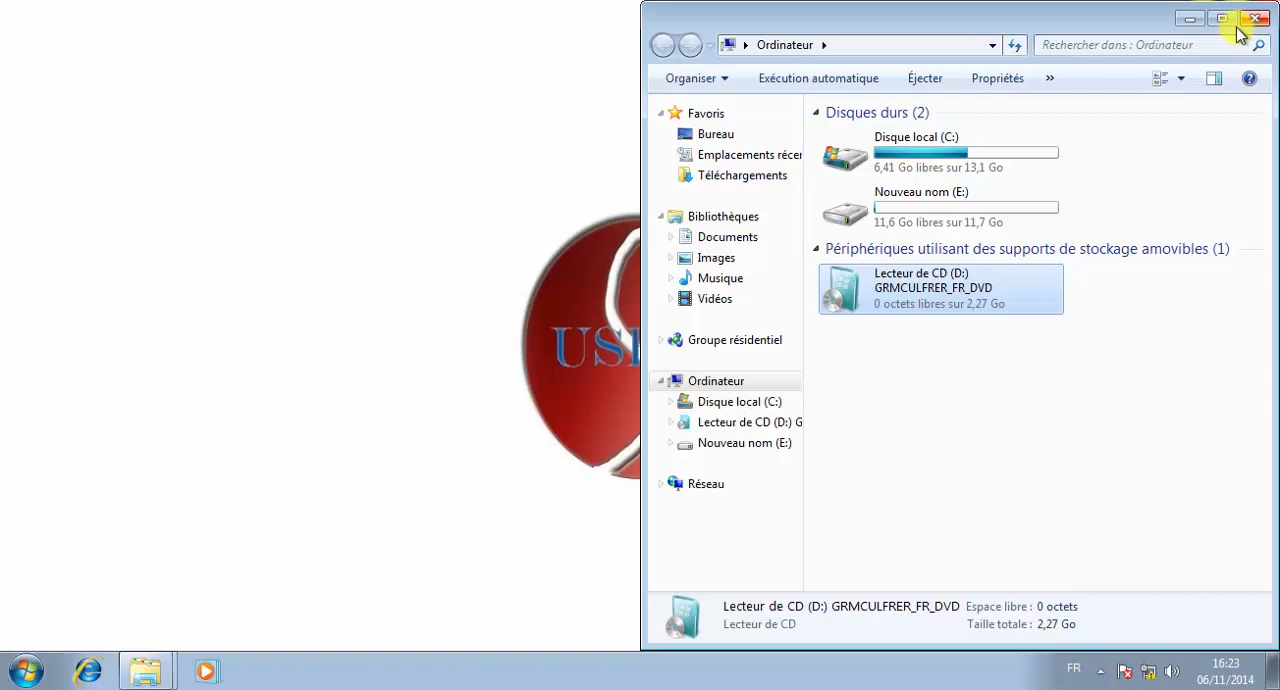 Ordinateur
Rechercher dans : Ordinateur
Organiser
Exécution automatique
Éjecter
Propriétés
»
Favoris
Bureau
Emplacements récer
Téléchargements
Bibliothèques
Documents
Images
Musique
Vidéos
Groupe résidentiel
Ordinateur
Disque local (C:)
Lecteur de CD (D:) G
Nouveau nom (E:)
Réseau
Disques durs (2)
Disque local (C:)
6,41 Go libres sur 13,1 Go
Nouveau nom (E:)
11,6 Go libres sur 11,7 Go
Périphériques utilisant des supports de stockage amovibles (1)
Lecteur de CD (D:)
GRMCULFRER_FR_DVD
0 octets libres sur 2,27 Go
Lecteur de CD (D:) GRMCULFRER_FR_DVD
Espace libre : 0 octets
Lecteur de CD
Taille totale : 2,27 Go
FR
16:23
06/11/2014